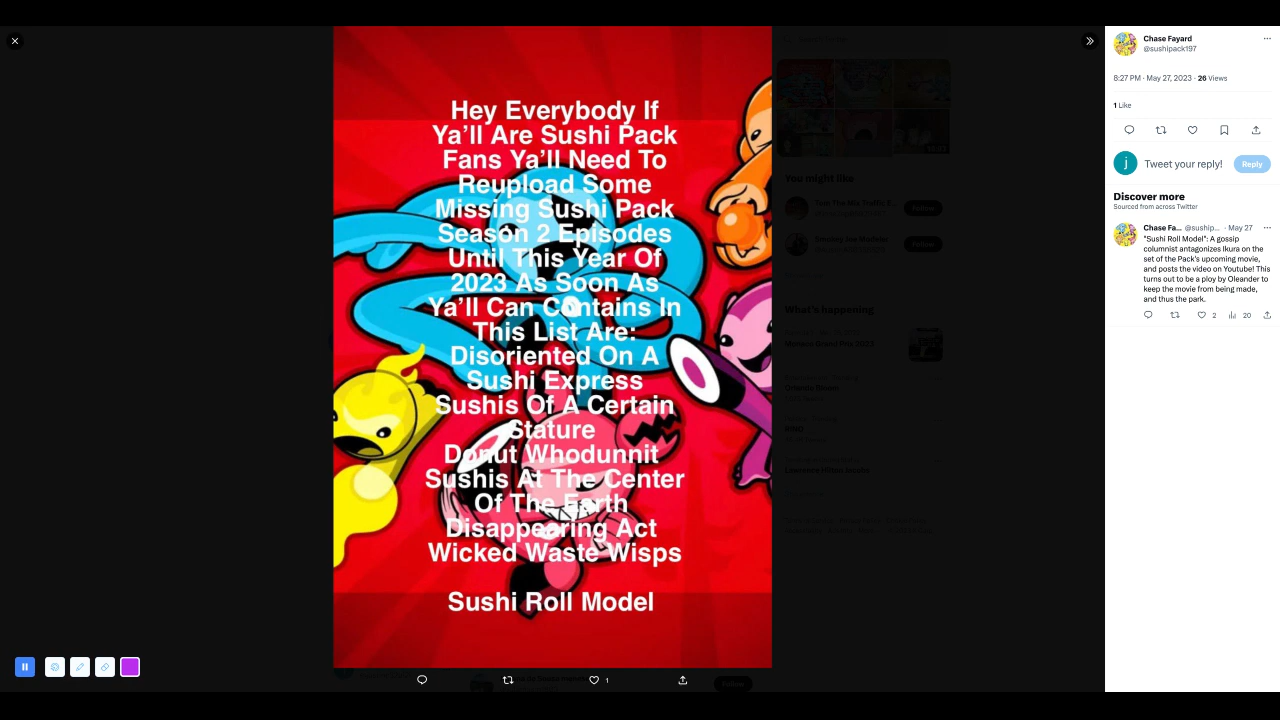 Hey Everybody If
Ya'll Are Sushi Pack
Fans Ya'll Need To
Reupload Some
Missing Sushi Pack
Season 2 Episodes
Until This Year Of
2023 As Soon As
Ya'll Can Contains In
This List Are:
Disoriented On A
Sushi Express
Sushis Of A Certain
Stature
Donut Whodunnit
Sushis At The Center
Of The Earth
Disappearing Act
Wicked Waste Wisps
Sushi Roll Model
1
Chase Fayard
@sushipack197
8:27 PM · May 27, 2023 · 26 Views
1 Like
j
Tweet your reply!
Reply
Discover more
Sourced from across Twitter
Chase Fa... @suship... · May 27
"Sushi Roll Model": A gossip
columnist antagonizes Ikura on the
set of the Pack's upcoming movie,
and posts the video on Youtube! This
turns out to be a ploy by Oleander to
keep the movie from being made,
and thus the park.
2 20
You might like
Follow
Follow
What's happening
Follow